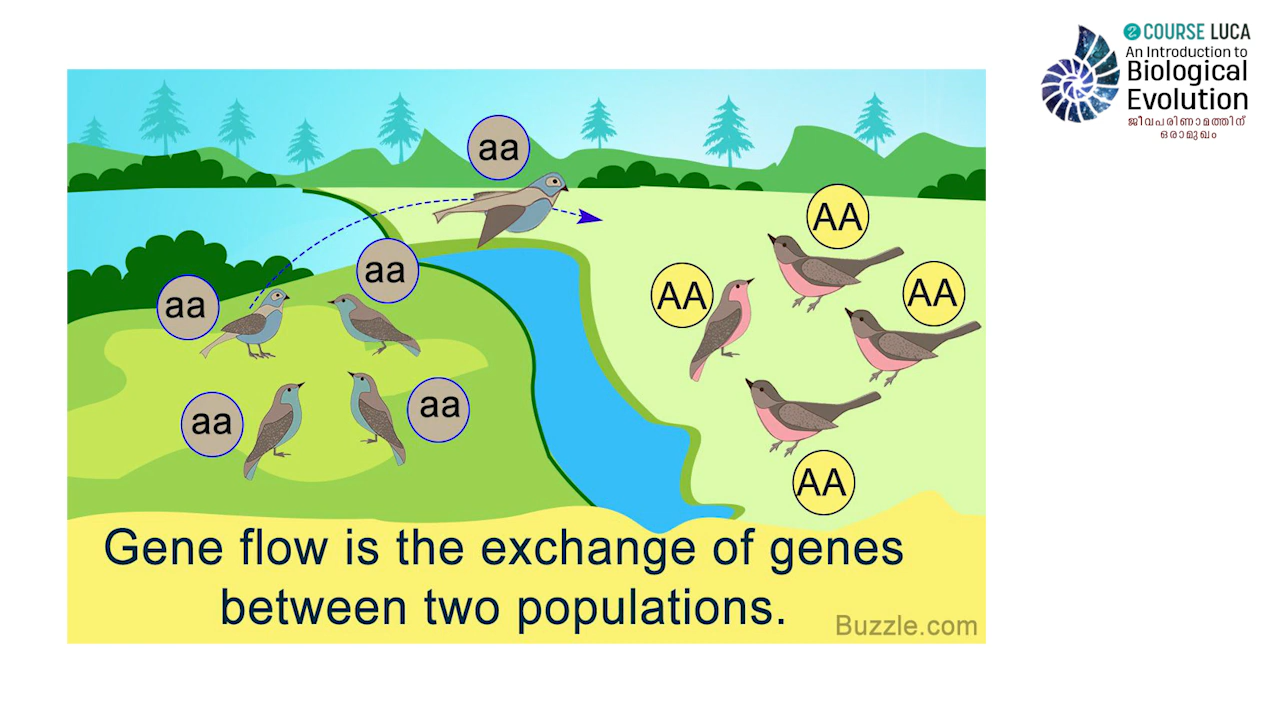 COURSE LUCA
An Introduction to
Biological
Evolution
ജീവപരിണാമത്തിന്
ഒരാമുഖം
aa
AA
aa
AA
AA
aa
aa
aa
AA
Gene flow is the exchange of genes
between two populations.
Buzzle.com